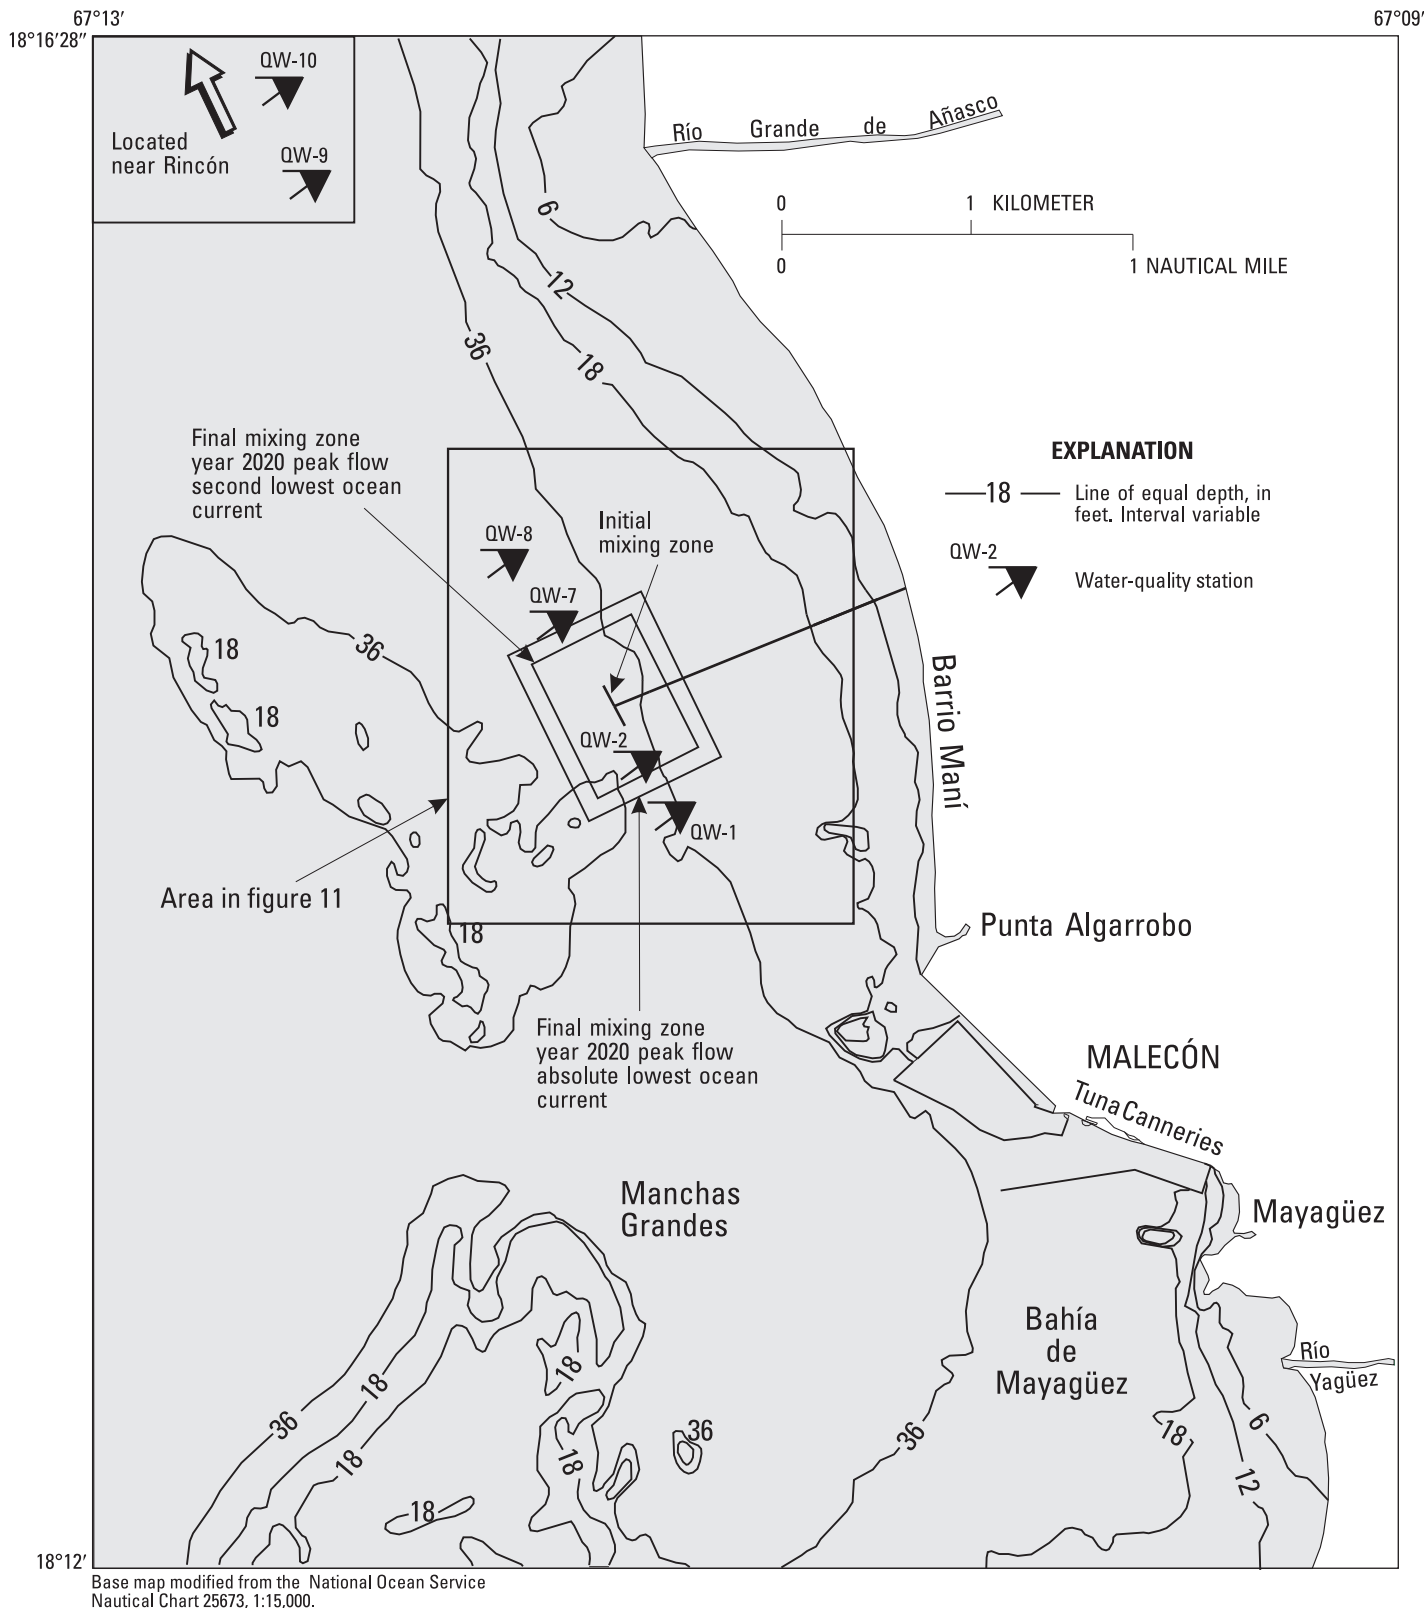 67°13′
67°09′
18°16′28″
QW-10
Located
near Rincón
QW-9
Río Grande de Añasco
0 1 KILOMETER
0 1 NAUTICAL MILE
6
12
36
18
Final mixing zone
year 2020 peak flow
second lowest ocean
current
EXPLANATION
18 Line of equal depth, in
feet. Interval variable
QW-2
Water-quality station
Initial
mixing zone
QW-8
QW-7
36
18
18
QW-2
QW-1
Barrio Maní
Area in figure 11
18
Punta Algarrobo
Final mixing zone
year 2020 peak flow
absolute lowest ocean
current
MALECÓN
Tuna Canneries
Manchas
Grandes
Mayagüez
Bahía
de
Mayagüez
Río
Yagüez
18
18
36
18
18
36
36
18
6
12
18
18°12′
Base map modified from the National Ocean Service
Nautical Chart 25673, 1:15,000.